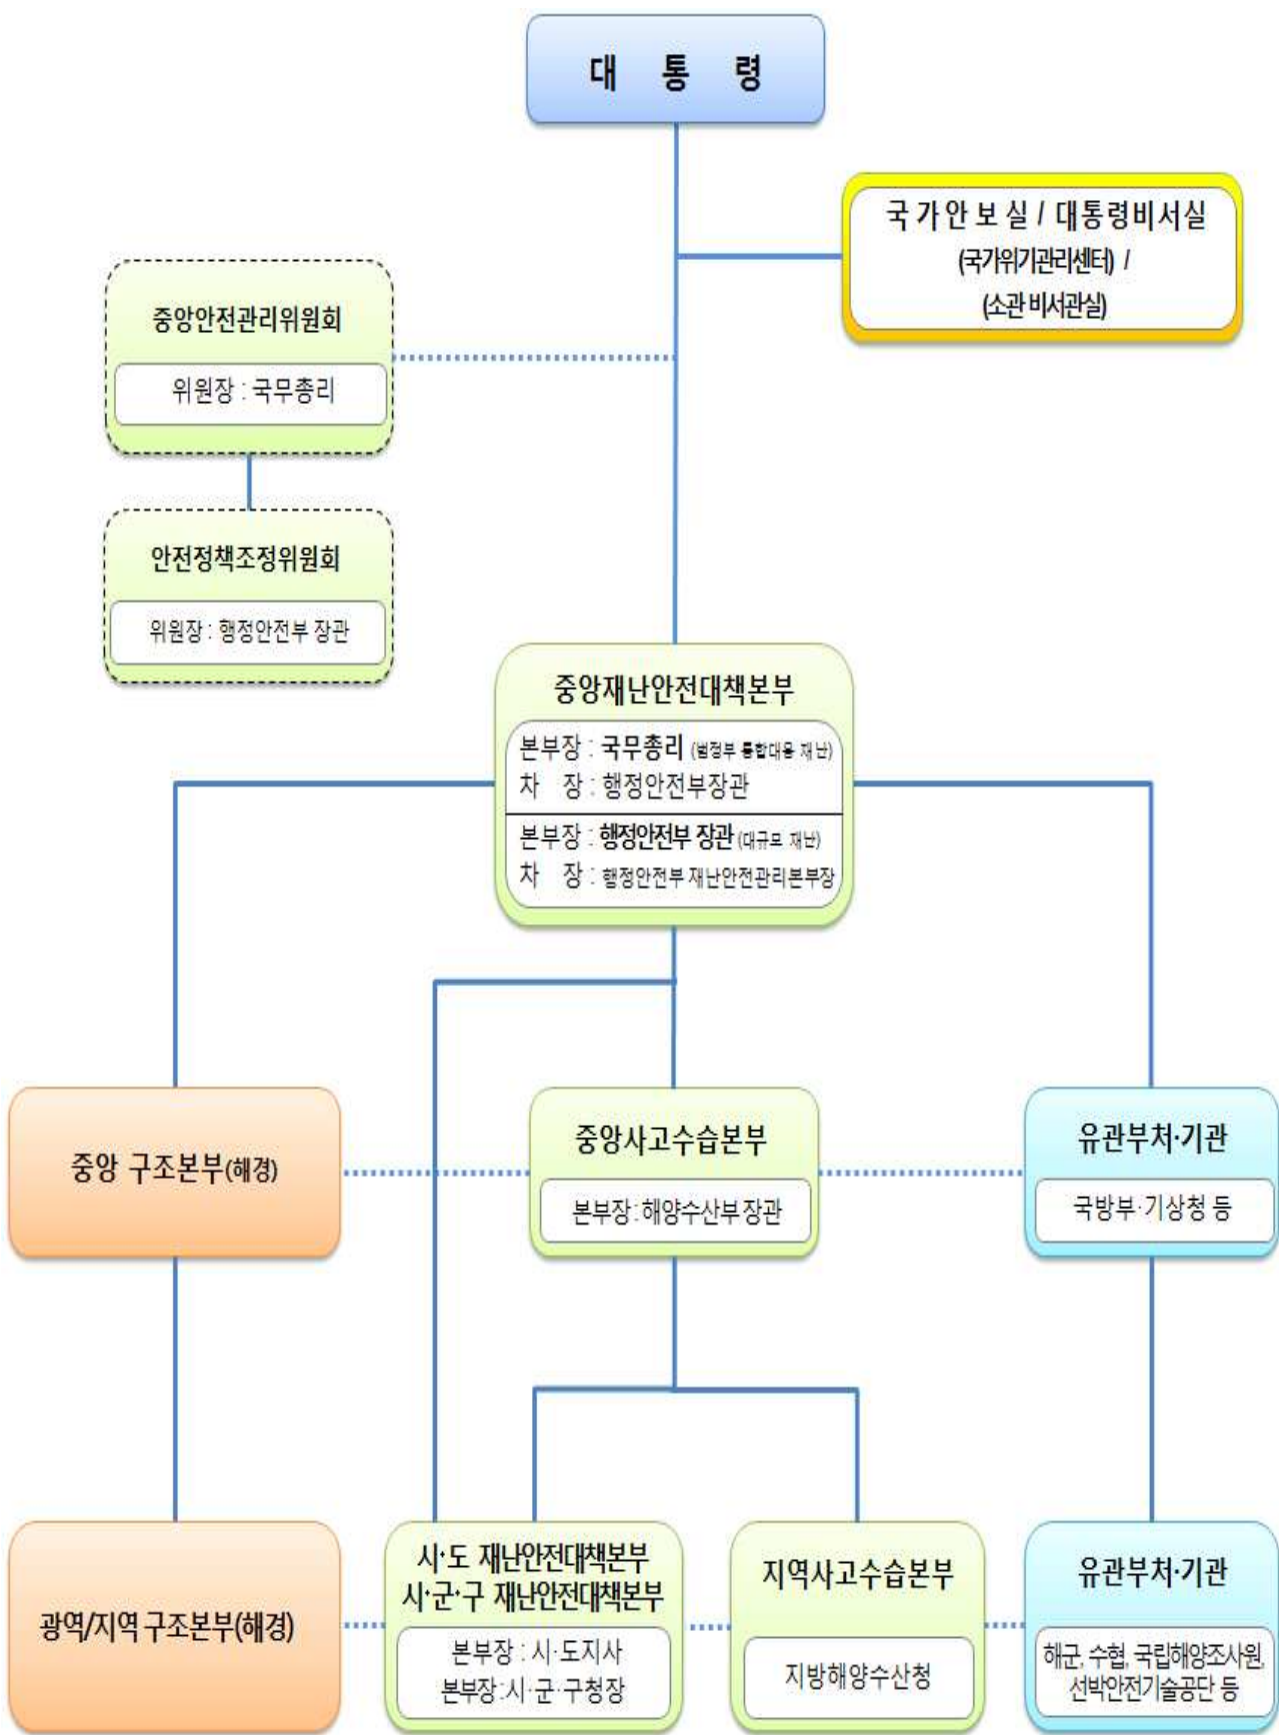 대 통 령
국가안보실 / 대통령비서실
(국가위기관리센터) /
(소관 비서관실)
중앙안전관리위원회
위원장 : 국무총리
안전정책조정위원회
위원장 : 행정안전부 장관
중앙재난안전대책본부
본부장 : 국무총리 (범정부 통합대응 재난)
차 장 : 행정안전부장관
본부장 : 행정안전부 장관 (대규모 재난)
차 장 : 행정안전부 재난안전관리본부장
중앙 구조본부(해경)
중앙사고수습본부
본부장 : 해양수산부 장관
유관부처·기관
국방부·기상청 등
광역/지역 구조본부(해경)
시·도 재난안전대책본부
시·군·구 재난안전대책본부
본부장 : 시·도지사
본부장 :시·군·구청장
지역사고수습본부
지방해양수산청
유관부처·기관
해군, 수협, 국립해양조사원,
선박안전기술공단 등